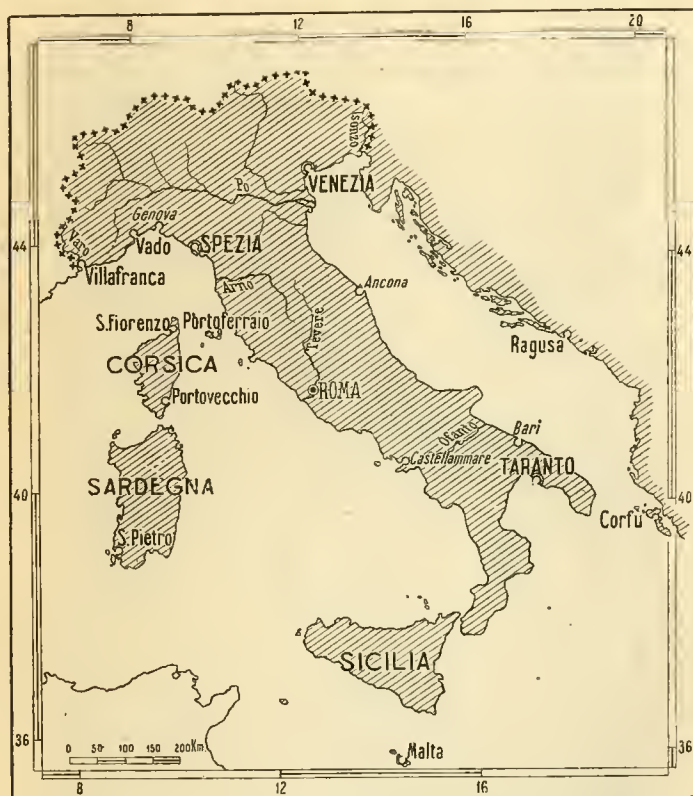 8
12
16
20
Isonzo
VENEZIA
Po
Genova
44
44
Varo
Vado
SPEZIA
Villafranca
Ancona
Arno
S.Fiorenzo
Portoferraio
Tevere
Ragusa
CORSICA
ROMA
Portovecchio
Ofanto
Bari
Castellammare
TARANTO
SARDEGNA
40
40
Corfù
S.Pietro
SICILIA
36
36
0 50 100 150 200Km.
Malta
8
12
16
20